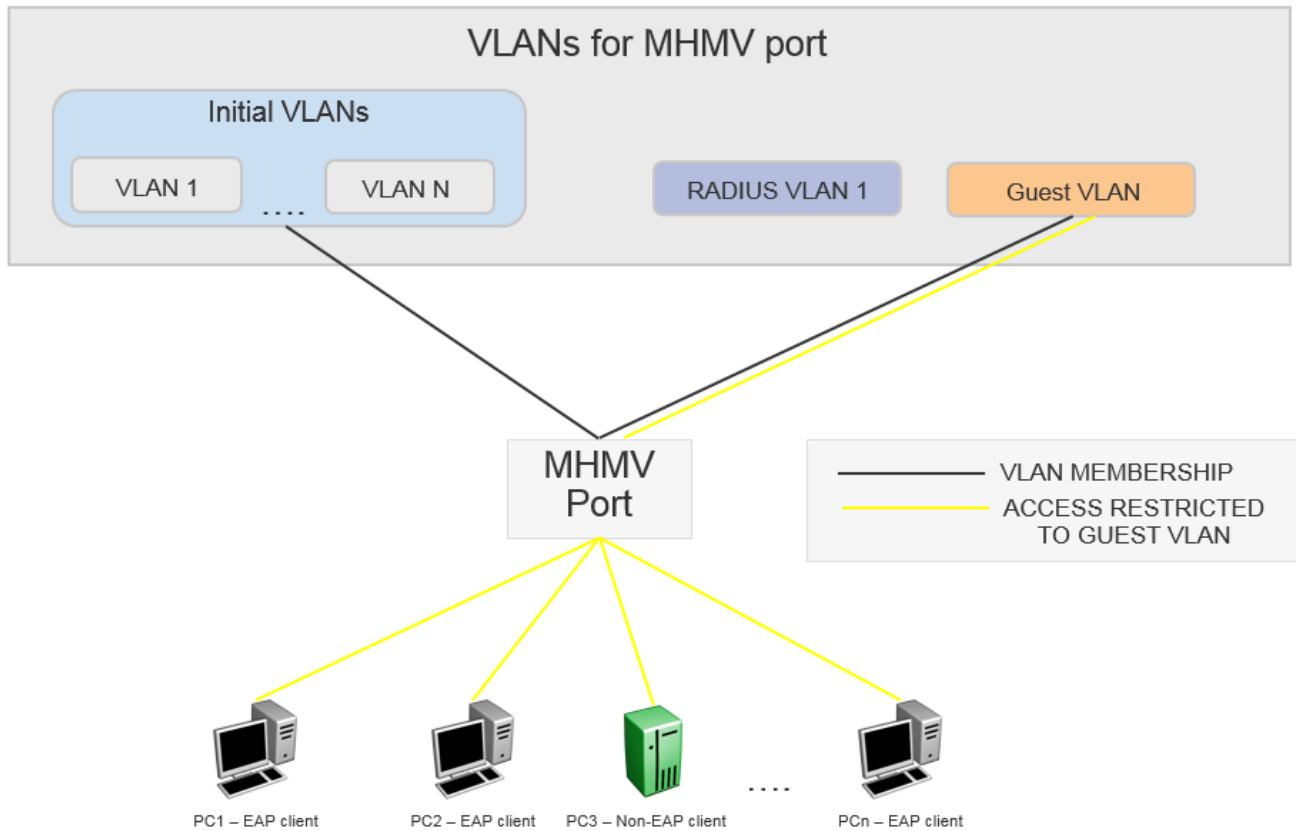 VLANs for MHMV port
Initial VLANs
VLAN 1
....
VLAN N
RADIUS VLAN 1
Guest VLAN
MHMV
Port
VLAN MEMBERSHIP
ACCESS RESTRICTED
TO GUEST VLAN
....
PC1 – EAP client
PC2 – EAP client
PC3 – Non-EAP client
PCn – EAP client